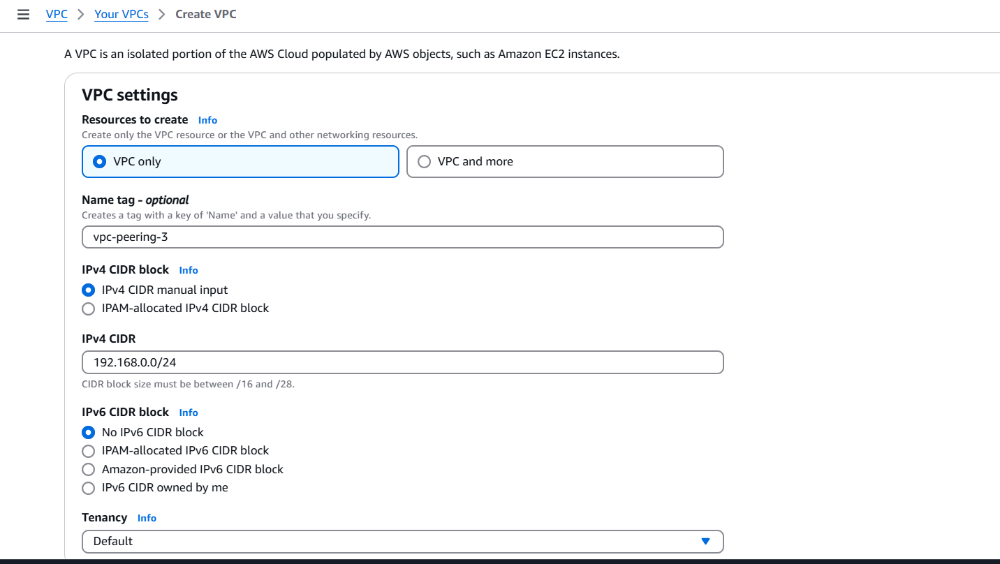 VPC > Your VPCs > Create VPC
A VPC is an isolated portion of the AWS Cloud populated by AWS objects, such as Amazon EC2 instances.
VPC settings
Resources to create Info
Create only the VPC resource or the VPC and other networking resources.
VPC only VPC and more
Name tag - optional
Creates a tag with a key of 'Name' and a value that you specify.
vpc-peering-3
IPv4 CIDR block Info
IPv4 CIDR manual input
IPAM-allocated IPv4 CIDR block
IPv4 CIDR
192.168.0.0/24
CIDR block size must be between /16 and /28.
IPv6 CIDR block Info
No IPv6 CIDR block
IPAM-allocated IPv6 CIDR block
Amazon-provided IPv6 CIDR block
IPv6 CIDR owned by me
Tenancy Info
Default